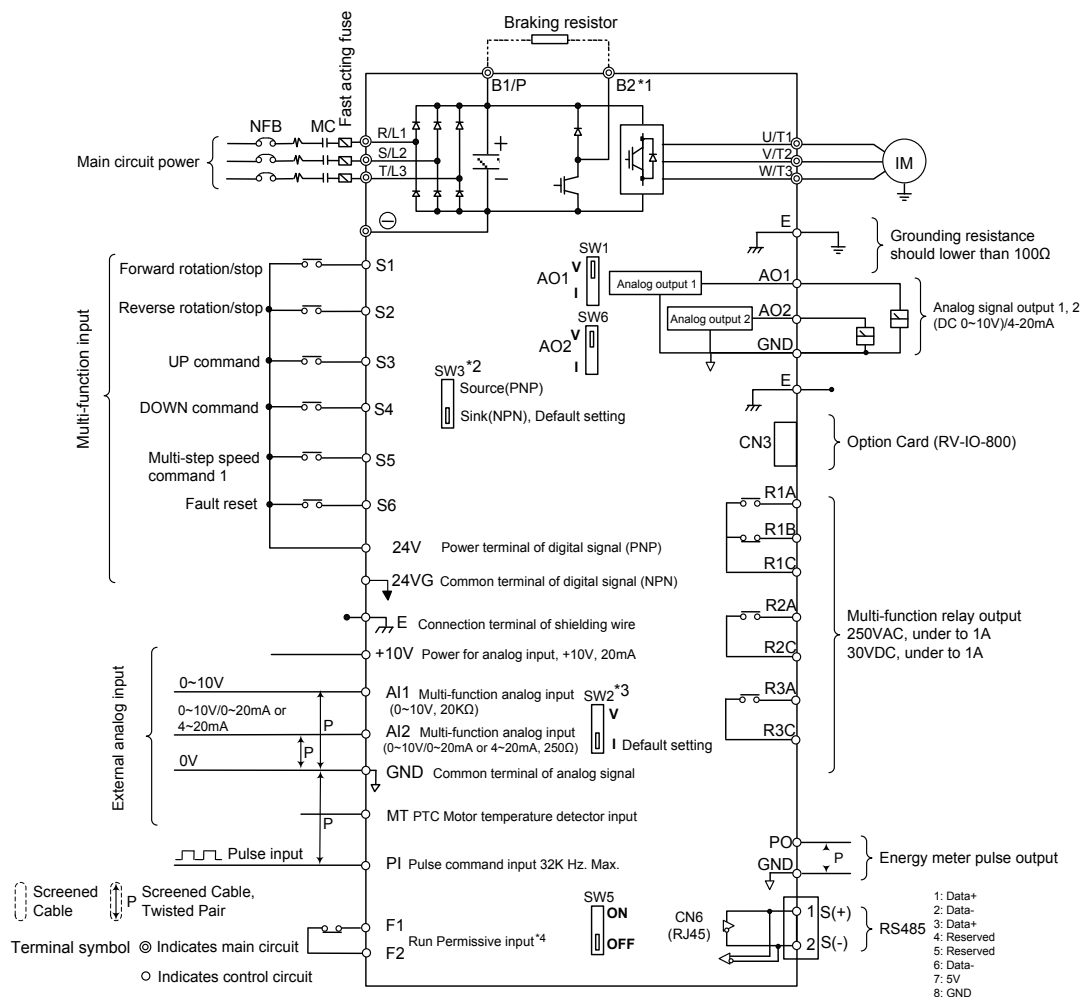 Braking resistor
Fast acting fuse
B1/P
B2*1
NFB
MC
R/L1
S/L2
T/L3
Main circuit power
+
−
⊖
U/T1
V/T2
W/T3
IM
E
Grounding resistance
should lower than 100Ω
Multi-function input
Forward rotation/stop
S1
Reverse rotation/stop
S2
UP command
S3
DOWN command
S4
Multi-step speed
command 1
S5
Fault reset
S6
24V Power terminal of digital signal (PNP)
24VG Common terminal of digital signal (NPN)
E Connection terminal of shielding wire
SW1
V
AO1
I
SW6
V
AO2
I
SW3*2
Source(PNP)
Sink(NPN), Default setting
Analog output 1
AO1
Analog output 2
AO2
GND
Analog signal output 1, 2
(DC 0~10V)/4-20mA
E
CN3
Option Card (RV-IO-800)
R1A
R1B
R1C
R2A
R2C
R3A
R3C
Multi-function relay output
250VAC, under to 1A
30VDC, under to 1A
External analog input
+10V Power for analog input, +10V, 20mA
0~10V
AI1 Multi-function analog input
(0~10V, 20KΩ)
0~10V/0~20mA or
4~20mA
P
P
AI2 Multi-function analog input
(0~10V/0~20mA or 4~20mA, 250Ω)
SW2*3
V
I Default setting
0V
GND Common terminal of analog signal
P
MT PTC Motor temperature detector input
Pulse input
PI Pulse command input 32K Hz. Max.
PO
P
GND
Energy meter pulse output
Screened
Cable
P Screened Cable,
Twisted Pair
Terminal symbol ◎ Indicates main circuit
○ Indicates control circuit
F1
F2
Run Permissive input*4
SW5
ON
OFF
CN6
(RJ45)
1 S(+)
2 S(-)
RS485
1: Data+
2: Data-
3: Data+
4: Reserved
5: Reserved
6: Data-
7: 5V
8: GND